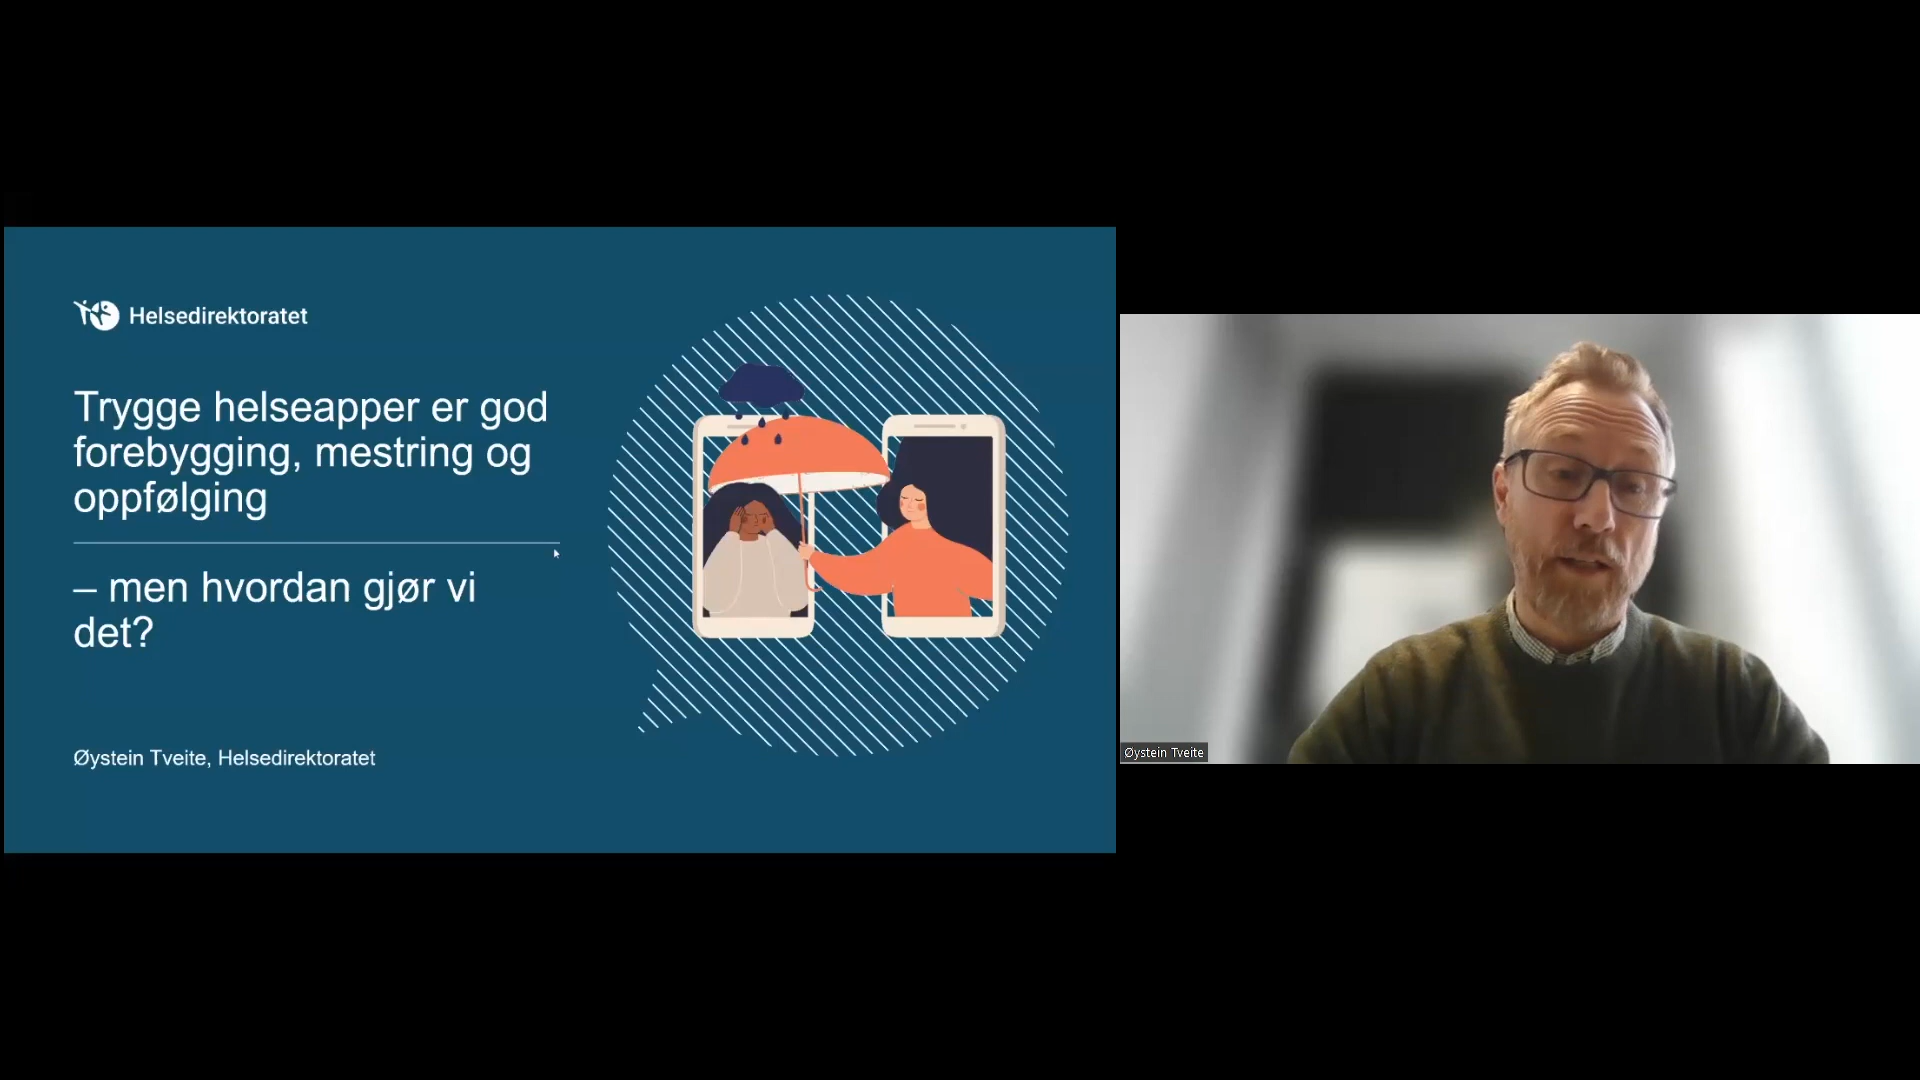 Helsedirektoratet
Trygge helseapper er god
forebygging, mestring og
oppfølging
– men hvordan gjør vi
det?
Øystein Tveite, Helsedirektoratet
Øystein Tveite